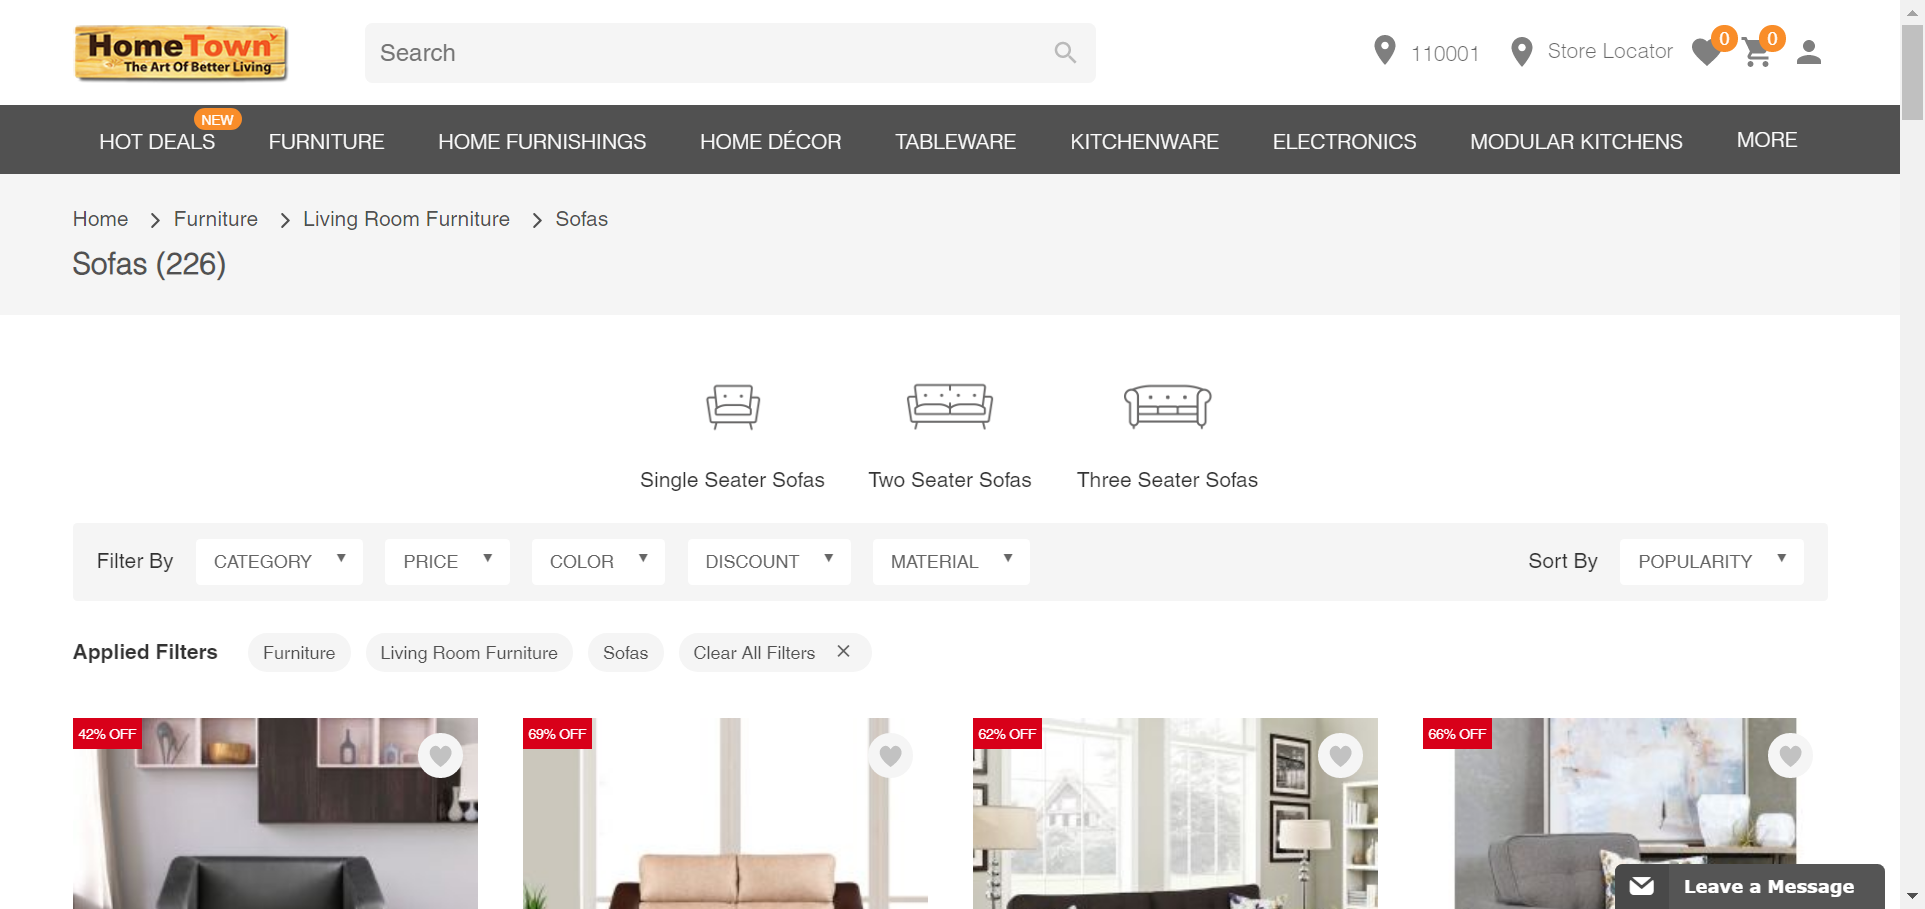 HomeTown
The Art Of Better Living
Search
110001
Store Locator
0
0
HOT DEALS
NEW
FURNITURE
HOME FURNISHINGS
HOME DÉCOR
TABLEWARE
KITCHENWARE
ELECTRONICS
MODULAR KITCHENS
MORE
Home
Furniture
Living Room Furniture
Sofas
Sofas (226)
Single Seater Sofas
Two Seater Sofas
Three Seater Sofas
Filter By
CATEGORY
PRICE
COLOR
DISCOUNT
MATERIAL
Sort By
POPULARITY
Applied Filters
Furniture
Living Room Furniture
Sofas
Clear All Filters
42% OFF
69% OFF
62% OFF
66% OFF
Leave a Message